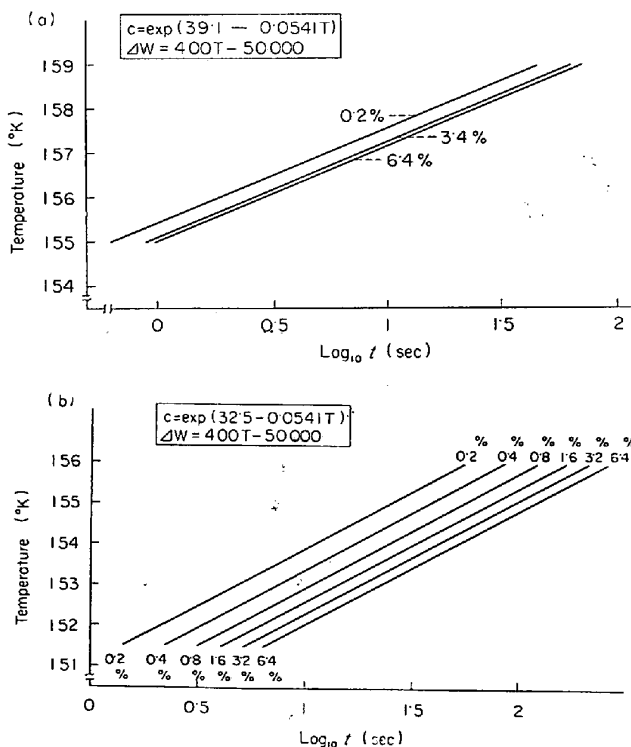 (a)
c=exp (39·1 – 0·0541T)
ΔW = 400T – 50000
Temperature (°K)
159
158
157
156
155
154
0·2%
3·4%
6·4%
0 0·5 1 1·5 2
Log₁₀ t (sec)
(b)
c=exp (32·5-0·0541T)
ΔW = 400T – 50000
Temperature (°K)
156
155
154
153
152
151
% % % % % %
0·2 0·4 0·8 1·6 3·2 6·4
0·2 0·4 0·8 1·6 3·2 6·4
% % % % % %
0 0·5 1 1·5 2
Log₁₀ t (sec)